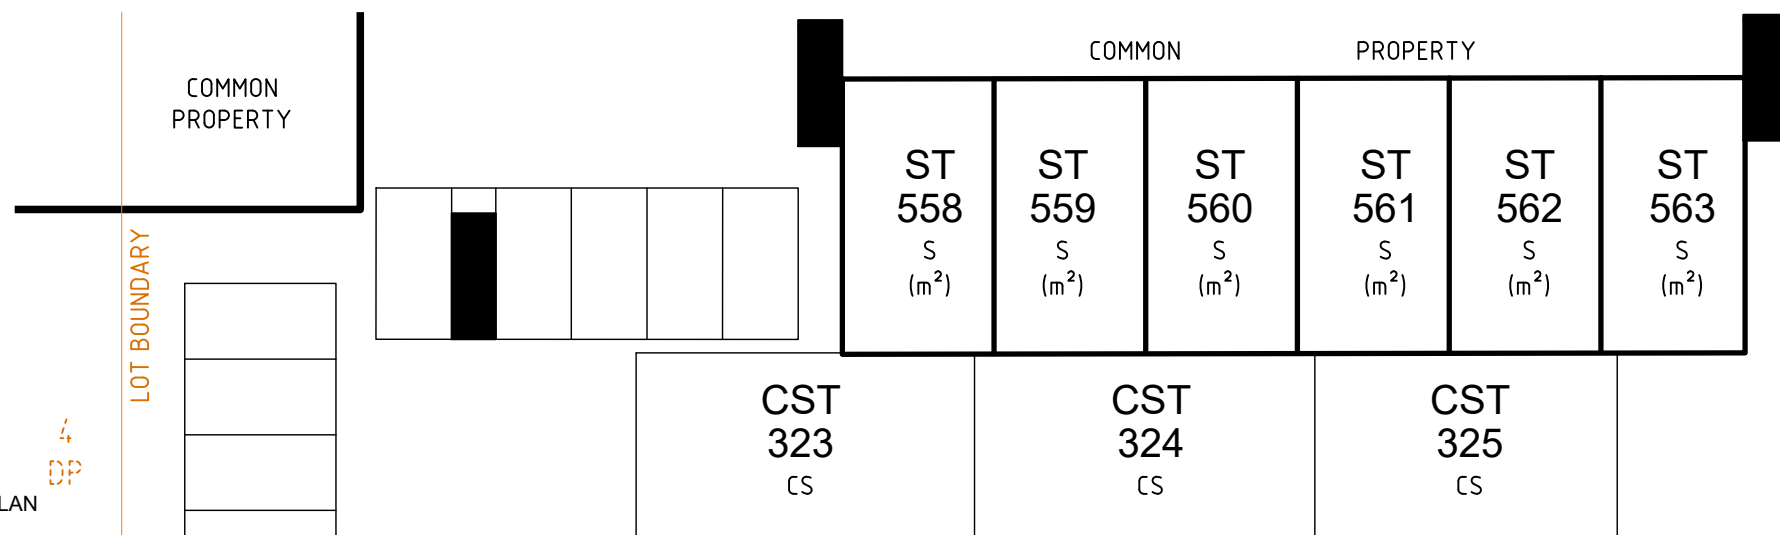 COMMON
PROPERTY
COMMON PROPERTY
ST
558
S
(m²)
ST
559
S
(m²)
ST
560
S
(m²)
ST
561
S
(m²)
ST
562
S
(m²)
ST
563
S
(m²)
LOT BOUNDARY
CST
323
CS
CST
324
CS
CST
325
CS
4
DP
LAN